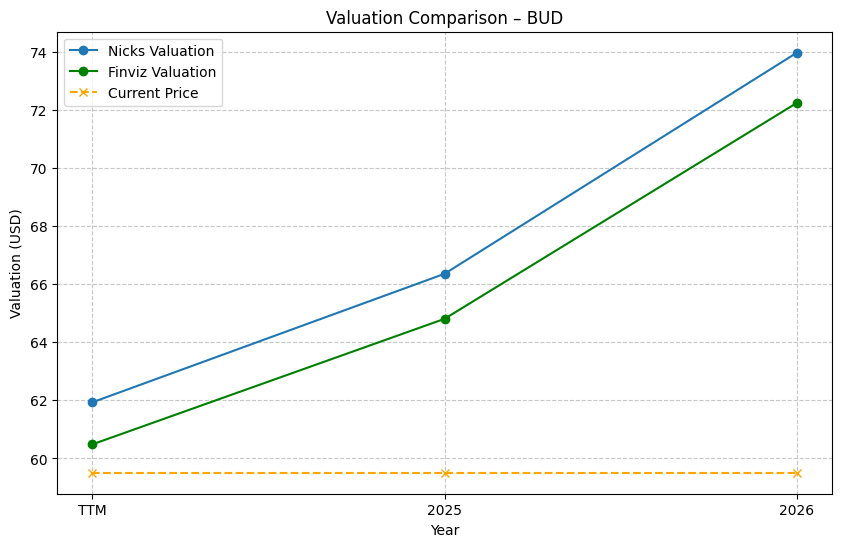 Valuation Comparison – BUD
Nicks Valuation
Finviz Valuation
Current Price
Valuation (USD)
74
72
70
68
66
64
62
60
TTM
2025
2026
Year